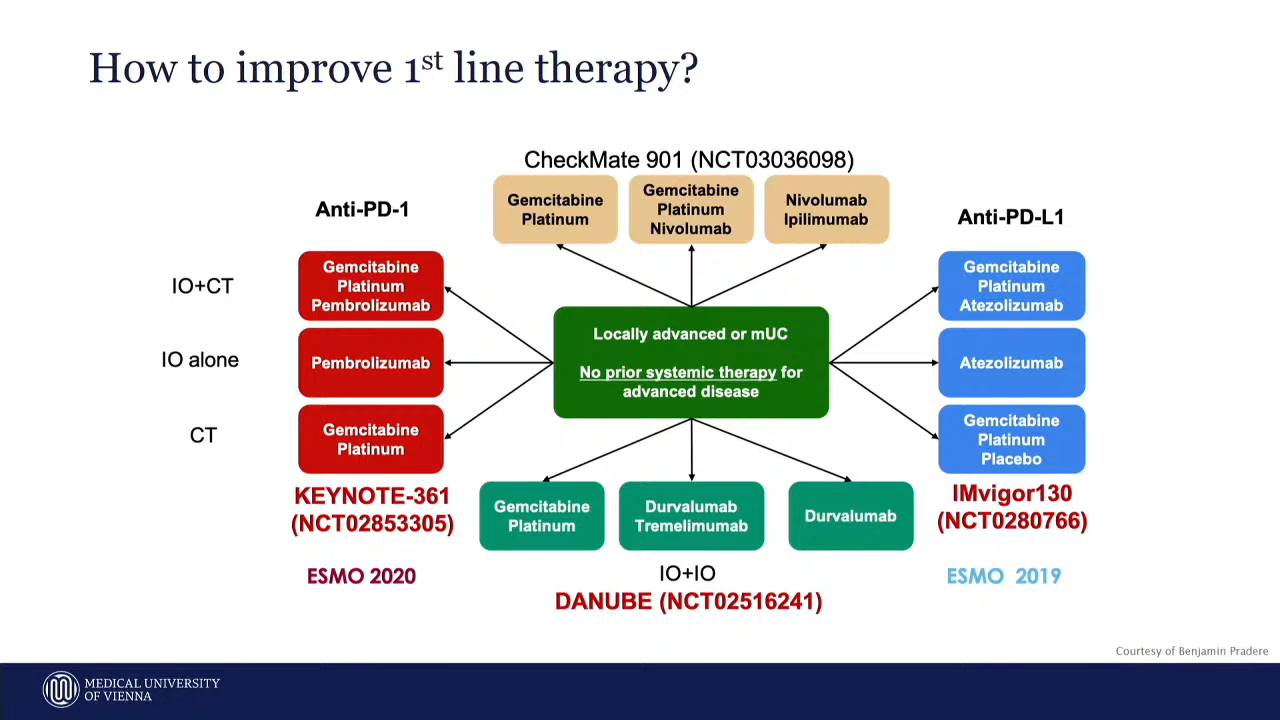 How to improve 1st line therapy?
CheckMate 901 (NCT03036098)
Gemcitabine
Platinum
Gemcitabine
Platinum
Nivolumab
Nivolumab
Ipilimumab
Anti-PD-1
Anti-PD-L1
IO+CT
Gemcitabine
Platinum
Pembrolizumab
IO alone
Pembrolizumab
CT
Gemcitabine
Platinum
Locally advanced or mUC
No prior systemic therapy for
advanced disease
Gemcitabine
Platinum
Atezolizumab
Atezolizumab
Gemcitabine
Platinum
Placebo
KEYNOTE-361
(NCT02853305)
ESMO 2020
Gemcitabine
Platinum
Durvalumab
Tremelimumab
Durvalumab
IO+IO
DANUBE (NCT02516241)
IMvigor130
(NCT0280766)
ESMO 2019
Courtesy of Benjamin Pradere
MEDICAL UNIVERSITY
OF VIENNA